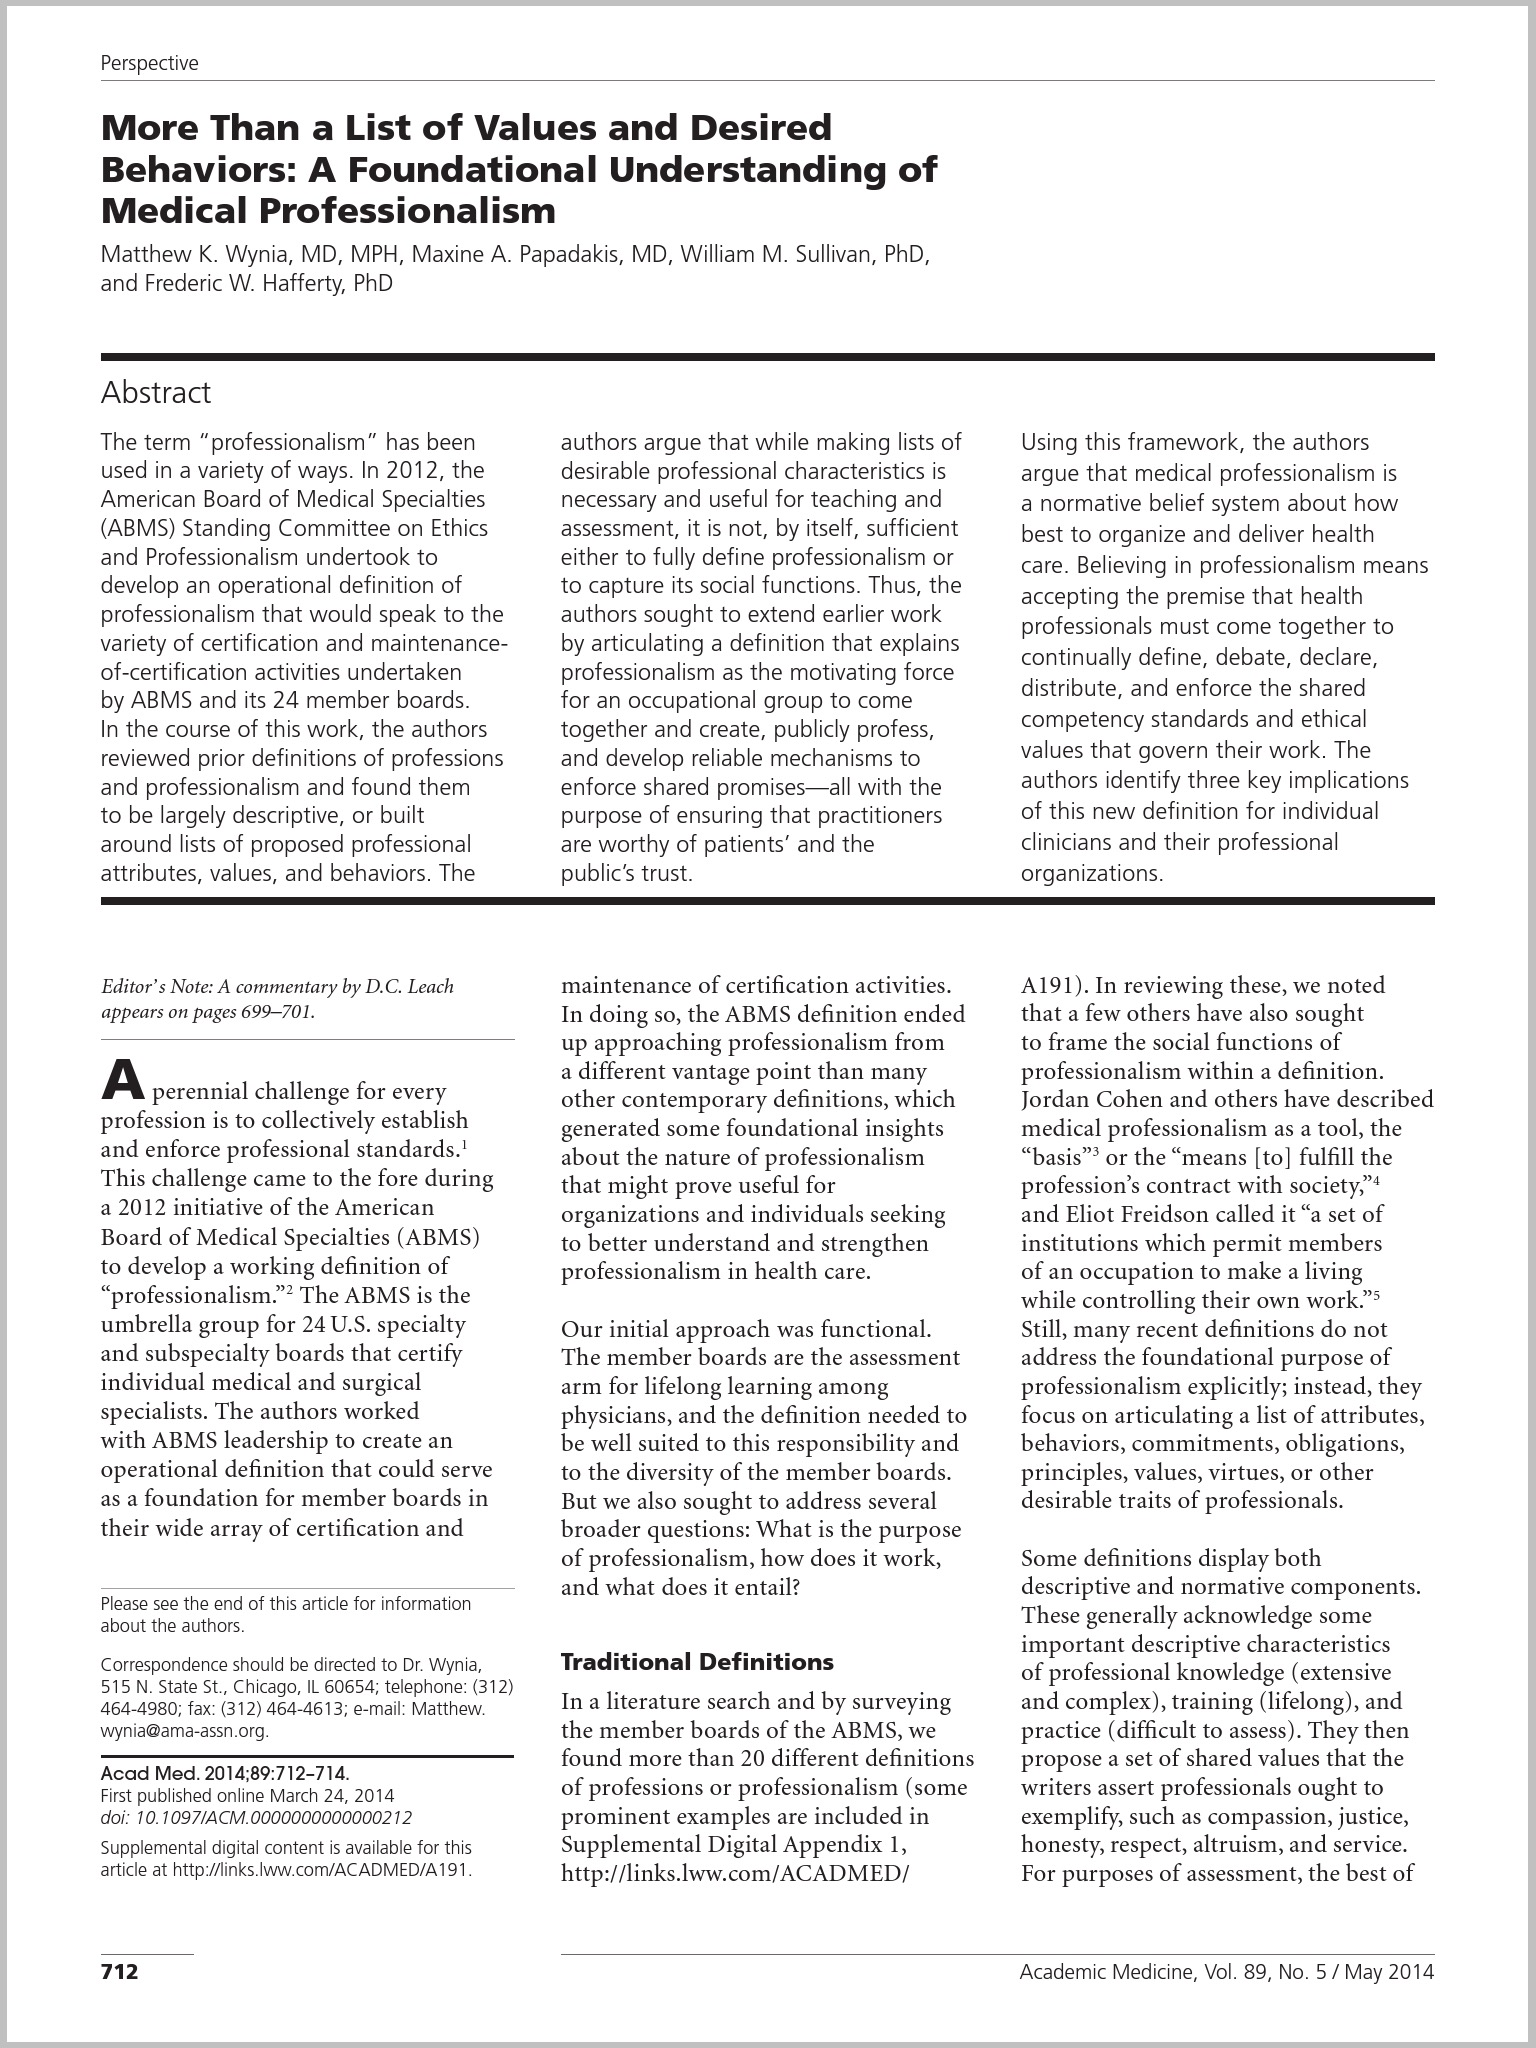 Perspective
More Than a List of Values and Desired
Behaviors: A Foundational Understanding of
Medical Professionalism
Matthew K. Wynia, MD, MPH, Maxine A. Papadakis, MD, William M. Sullivan, PhD,
and Frederic W. Hafferty, PhD
Abstract
The term “professionalism” has been
used in a variety of ways. In 2012, the
American Board of Medical Specialties
(ABMS) Standing Committee on Ethics
and Professionalism undertook to
develop an operational definition of
professionalism that would speak to the
variety of certification and maintenance-
of-certification activities undertaken
by ABMS and its 24 member boards.
In the course of this work, the authors
reviewed prior definitions of professions
and professionalism and found them
to be largely descriptive, or built
around lists of proposed professional
attributes, values, and behaviors. The
authors argue that while making lists of
desirable professional characteristics is
necessary and useful for teaching and
assessment, it is not, by itself, sufficient
either to fully define professionalism or
to capture its social functions. Thus, the
authors sought to extend earlier work
by articulating a definition that explains
professionalism as the motivating force
for an occupational group to come
together and create, publicly profess,
and develop reliable mechanisms to
enforce shared promises—all with the
purpose of ensuring that practitioners
are worthy of patients’ and the
public’s trust.
Using this framework, the authors
argue that medical professionalism is
a normative belief system about how
best to organize and deliver health
care. Believing in professionalism means
accepting the premise that health
professionals must come together to
continually define, debate, declare,
distribute, and enforce the shared
competency standards and ethical
values that govern their work. The
authors identify three key implications
of this new definition for individual
clinicians and their professional
organizations.
Editor’s Note: A commentary by D.C. Leach
appears on pages 699–701.
A perennial challenge for every
profession is to collectively establish
and enforce professional standards.1
This challenge came to the fore during
a 2012 initiative of the American
Board of Medical Specialties (ABMS)
to develop a working definition of
“professionalism.”2 The ABMS is the
umbrella group for 24 U.S. specialty
and subspecialty boards that certify
individual medical and surgical
specialists. The authors worked
with ABMS leadership to create an
operational definition that could serve
as a foundation for member boards in
their wide array of certification and
Please see the end of this article for information
about the authors.
Correspondence should be directed to Dr. Wynia,
515 N. State St., Chicago, IL 60654; telephone: (312)
464-4980; fax: (312) 464-4613; e-mail: Matthew.
wynia@ama-assn.org.
Acad Med. 2014;89:712–714.
First published online March 24, 2014
doi: 10.1097/ACM.0000000000000212
Supplemental digital content is available for this
article at http://links.lww.com/ACADMED/A191.
maintenance of certification activities.
In doing so, the ABMS definition ended
up approaching professionalism from
a different vantage point than many
other contemporary definitions, which
generated some foundational insights
about the nature of professionalism
that might prove useful for
organizations and individuals seeking
to better understand and strengthen
professionalism in health care.
Our initial approach was functional.
The member boards are the assessment
arm for lifelong learning among
physicians, and the definition needed to
be well suited to this responsibility and
to the diversity of the member boards.
But we also sought to address several
broader questions: What is the purpose
of professionalism, how does it work,
and what does it entail?
Traditional Definitions
In a literature search and by surveying
the member boards of the ABMS, we
found more than 20 different definitions
of professions or professionalism (some
prominent examples are included in
Supplemental Digital Appendix 1,
http://links.lww.com/ACADMED/
A191). In reviewing these, we noted
that a few others have also sought
to frame the social functions of
professionalism within a definition.
Jordan Cohen and others have described
medical professionalism as a tool, the
“basis”3 or the “means [to] fulfill the
profession’s contract with society,”4
and Eliot Freidson called it “a set of
institutions which permit members
of an occupation to make a living
while controlling their own work.”5
Still, many recent definitions do not
address the foundational purpose of
professionalism explicitly; instead, they
focus on articulating a list of attributes,
behaviors, commitments, obligations,
principles, values, virtues, or other
desirable traits of professionals.
Some definitions display both
descriptive and normative components.
These generally acknowledge some
important descriptive characteristics
of professional knowledge (extensive
and complex), training (lifelong), and
practice (difficult to assess). They then
propose a set of shared values that the
writers assert professionals ought to
exemplify, such as compassion, justice,
honesty, respect, altruism, and service.
For purposes of assessment, the best of
712
Academic Medicine, Vol. 89, No. 5 / May 2014